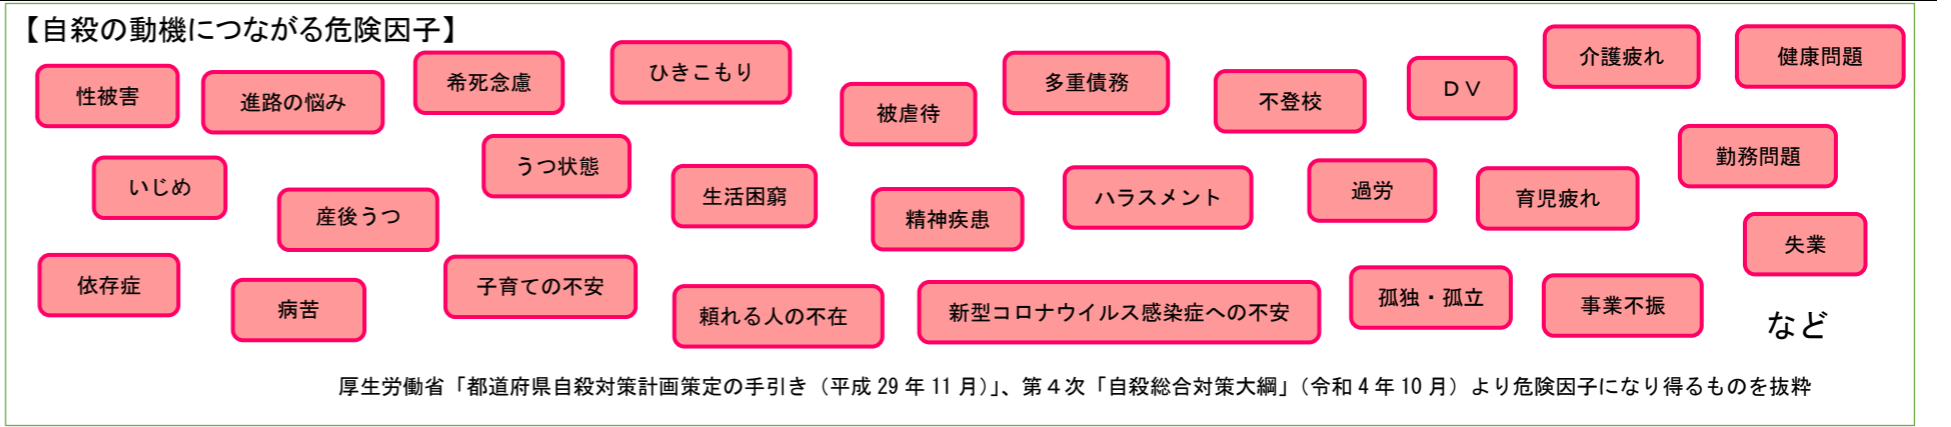 【自殺の動機につながる危険因子】
性被害
進路の悩み
希死念慮
ひきこもり
被虐待
多重債務
不登校
ＤＶ
介護疲れ
健康問題
いじめ
産後うつ
うつ状態
生活困窮
精神疾患
ハラスメント
過労
育児疲れ
勤務問題
失業
依存症
病苦
子育ての不安
頼れる人の不在
新型コロナウイルス感染症への不安
孤独・孤立
事業不振
など
厚生労働省「都道府県自殺対策計画策定の手引き（平成 29 年 11 月）」、第４次「自殺総合対策大綱」（令和 4 年 10 月）より危険因子になり得るものを抜粋